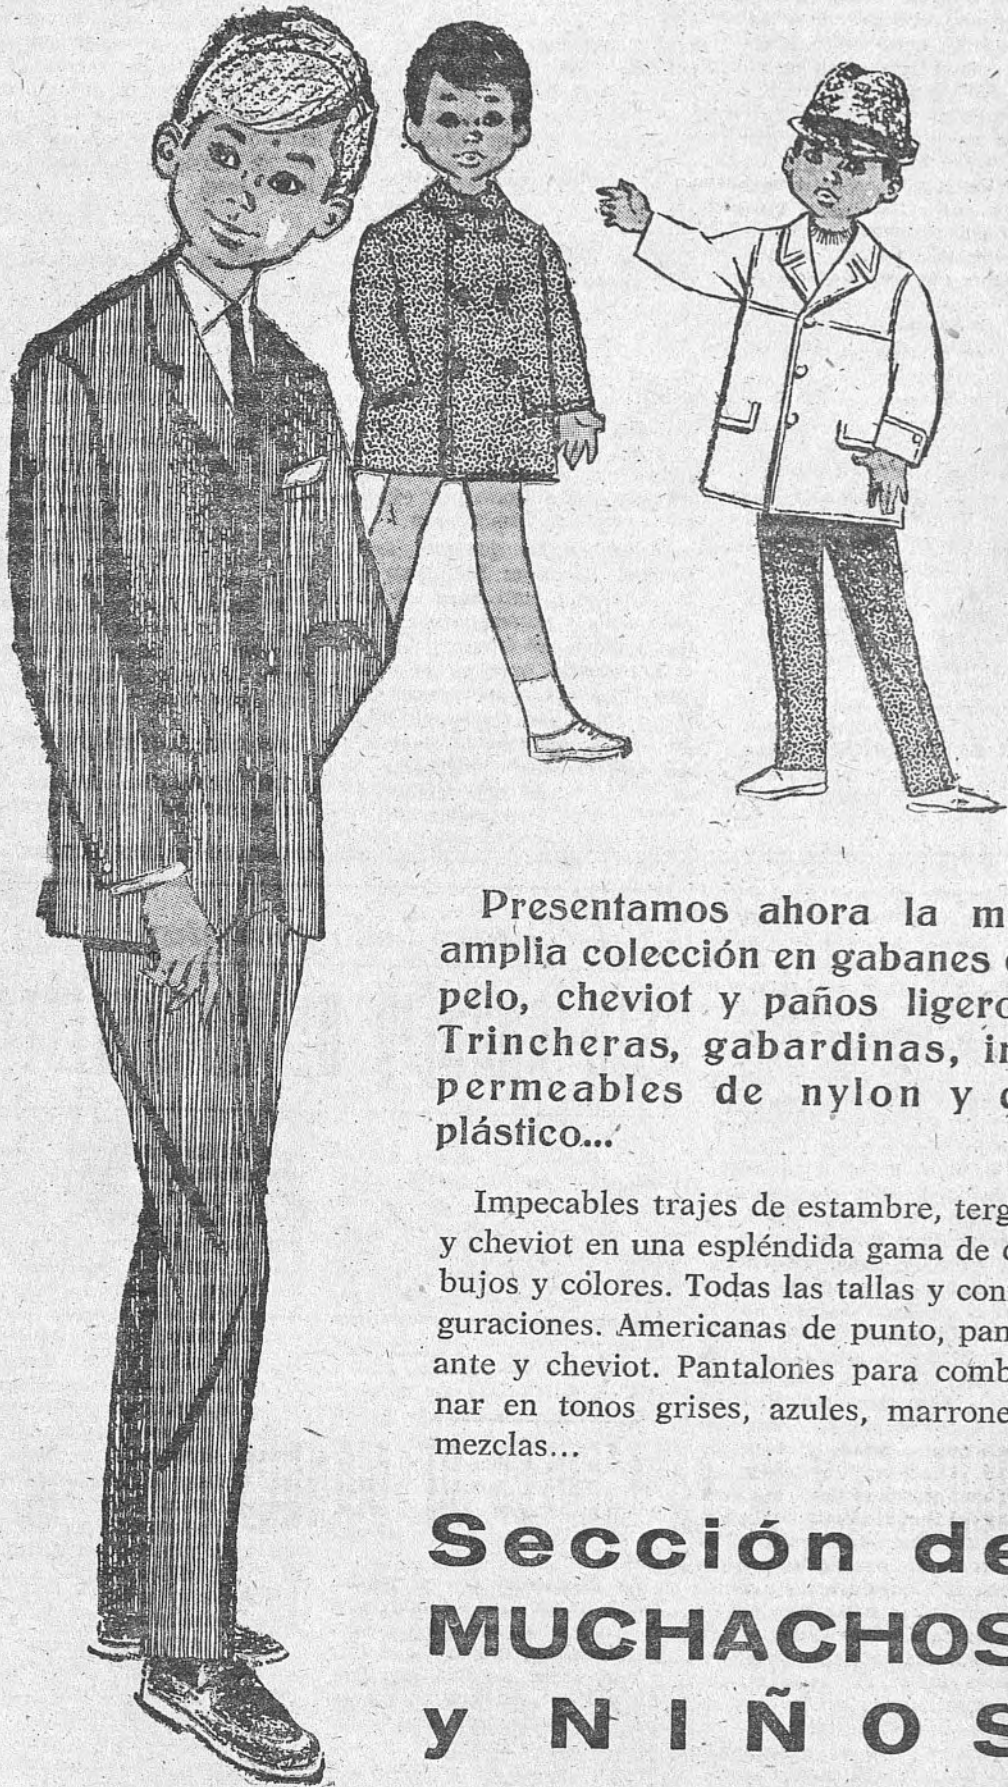 Presentamos ahora la m
amplia colección en gabanes
pelo, cheviot y paños ligero
Trincheras, gabardinas, i
permeables de nylon y
plástico...
Impecables trajes de estambre, terg
y cheviot en una espléndida gama de
bujos y colores. Todas las tallas y con
guraciones. Americanas de punto, pan
ante y cheviot. Pantalones para comb
nar en tonos grises, azules, marrone
mezclas...
Sección de
MUCHACHOS
y NIÑOS